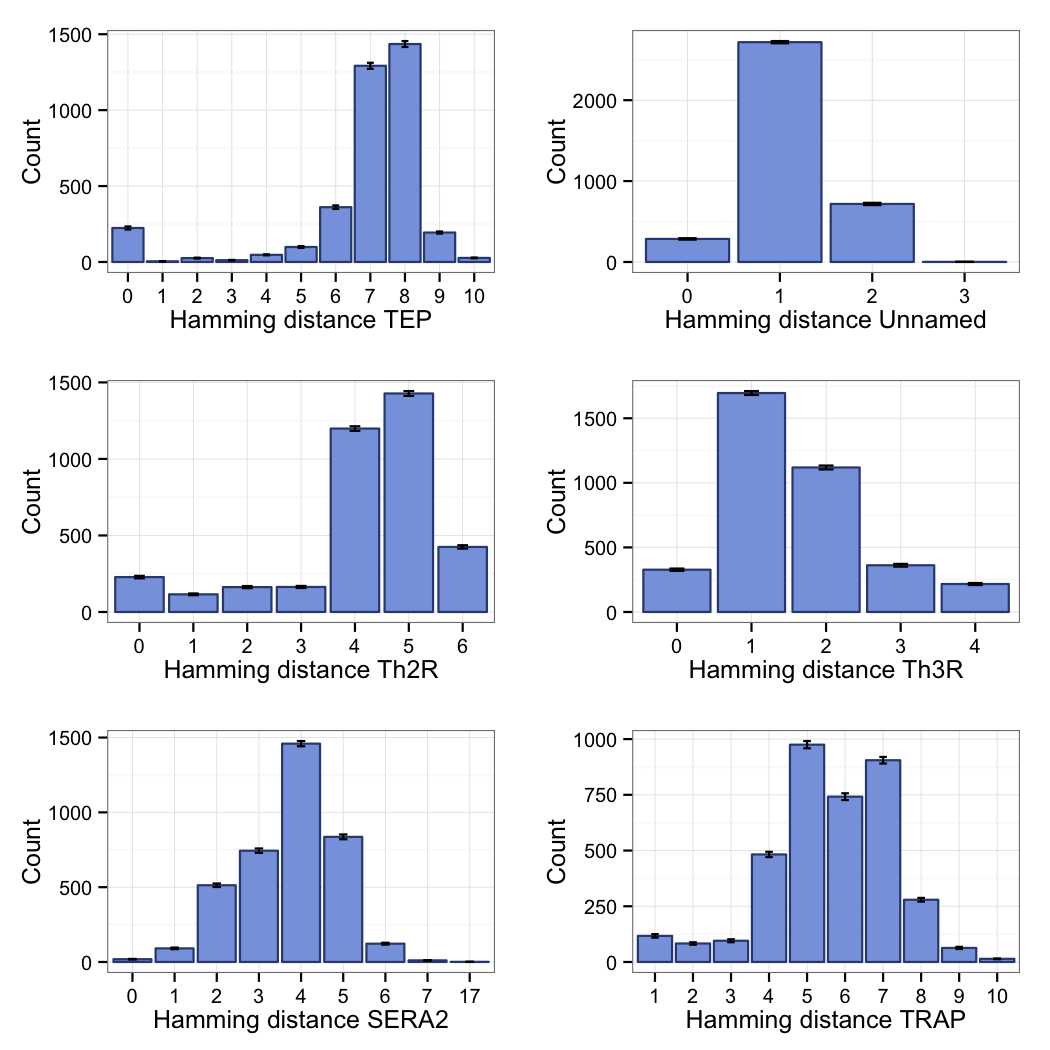 Count
1500
1000
500
0
0 1 2 3 4 5 6 7 8 9 10
Hamming distance TEP
Count
2000
1000
0
0 1 2 3
Hamming distance Unnamed
Count
1500
1000
500
0
0 1 2 3 4 5 6
Hamming distance Th2R
Count
1500
1000
500
0
0 1 2 3 4
Hamming distance Th3R
Count
1500
1000
500
0
0 1 2 3 4 5 6 7 17
Hamming distance SERA2
Count
1000
750
500
250
0
1 2 3 4 5 6 7 8 9 10
Hamming distance TRAP